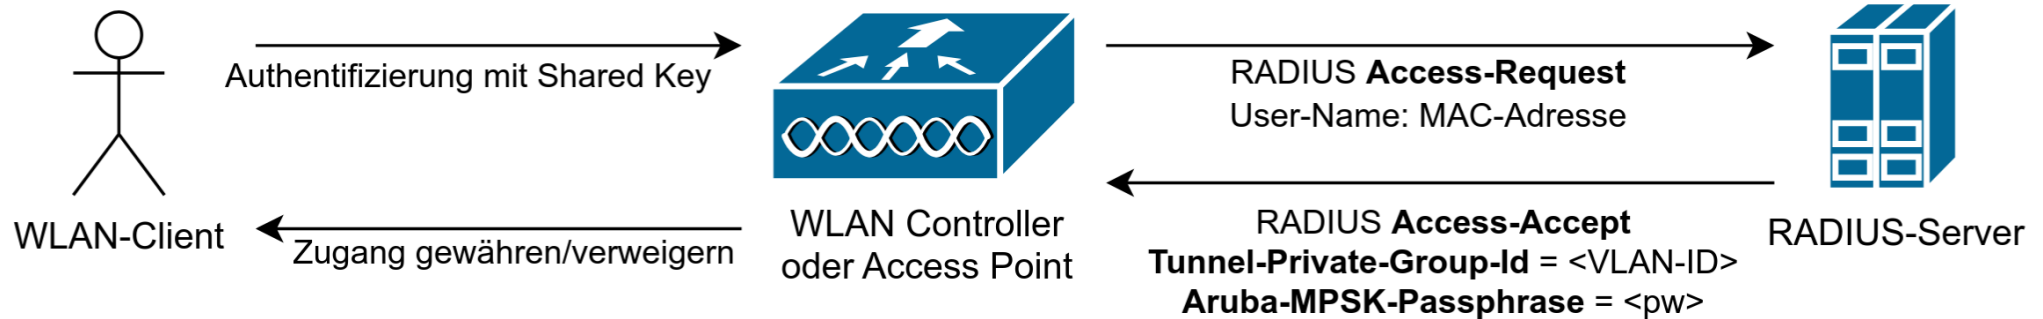 Authentifizierung mit Shared Key
WLAN-Client
Zugang gewähren/verweigern
WLAN Controller
oder Access Point
RADIUS Access-Request
User-Name: MAC-Adresse
RADIUS Access-Accept
Tunnel-Private-Group-Id = <VLAN-ID>
Aruba-MPSK-Passphrase = <pw>
RADIUS-Server